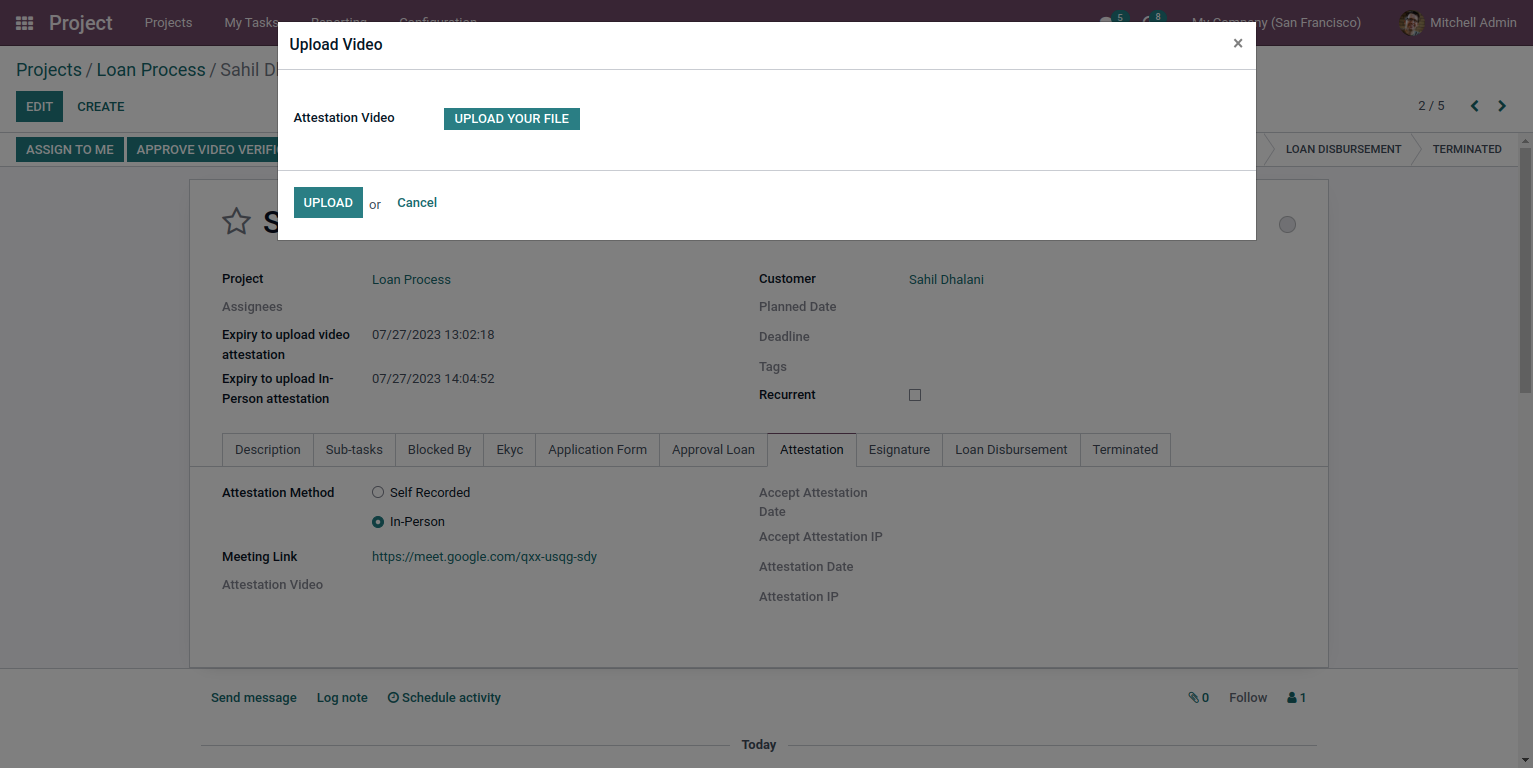 Project Projects My Tasks Reporting Configuration 5 8 My Company (San Francisco) Mitchell Admin
Upload Video ×
Projects / Loan Process / Sahil
EDIT CREATE 2 / 5
Attestation Video UPLOAD YOUR FILE
ASSIGN TO ME APPROVE VIDEO LOAN DISBURSEMENT TERMINATED
UPLOAD or Cancel
S
Project Loan Process Customer Sahil Dhalani
Assignees Planned Date
Expiry to upload video 07/27/2023 13:02:18
attestation
Deadline
Tags
Expiry to upload In- 07/27/2023 14:04:52
Person attestation
Recurrent
Description Sub-tasks Blocked By Ekyc Application Form Approval Loan Attestation Esignature Loan Disbursement Terminated
Attestation Method Self Recorded Accept Attestation
Date
In-Person
Accept Attestation IP
Meeting Link https://meet.google.com/qxx-usqg-sdy
Attestation Date
Attestation Video
Attestation IP
Send message Log note Schedule activity 0 Follow 1
Today